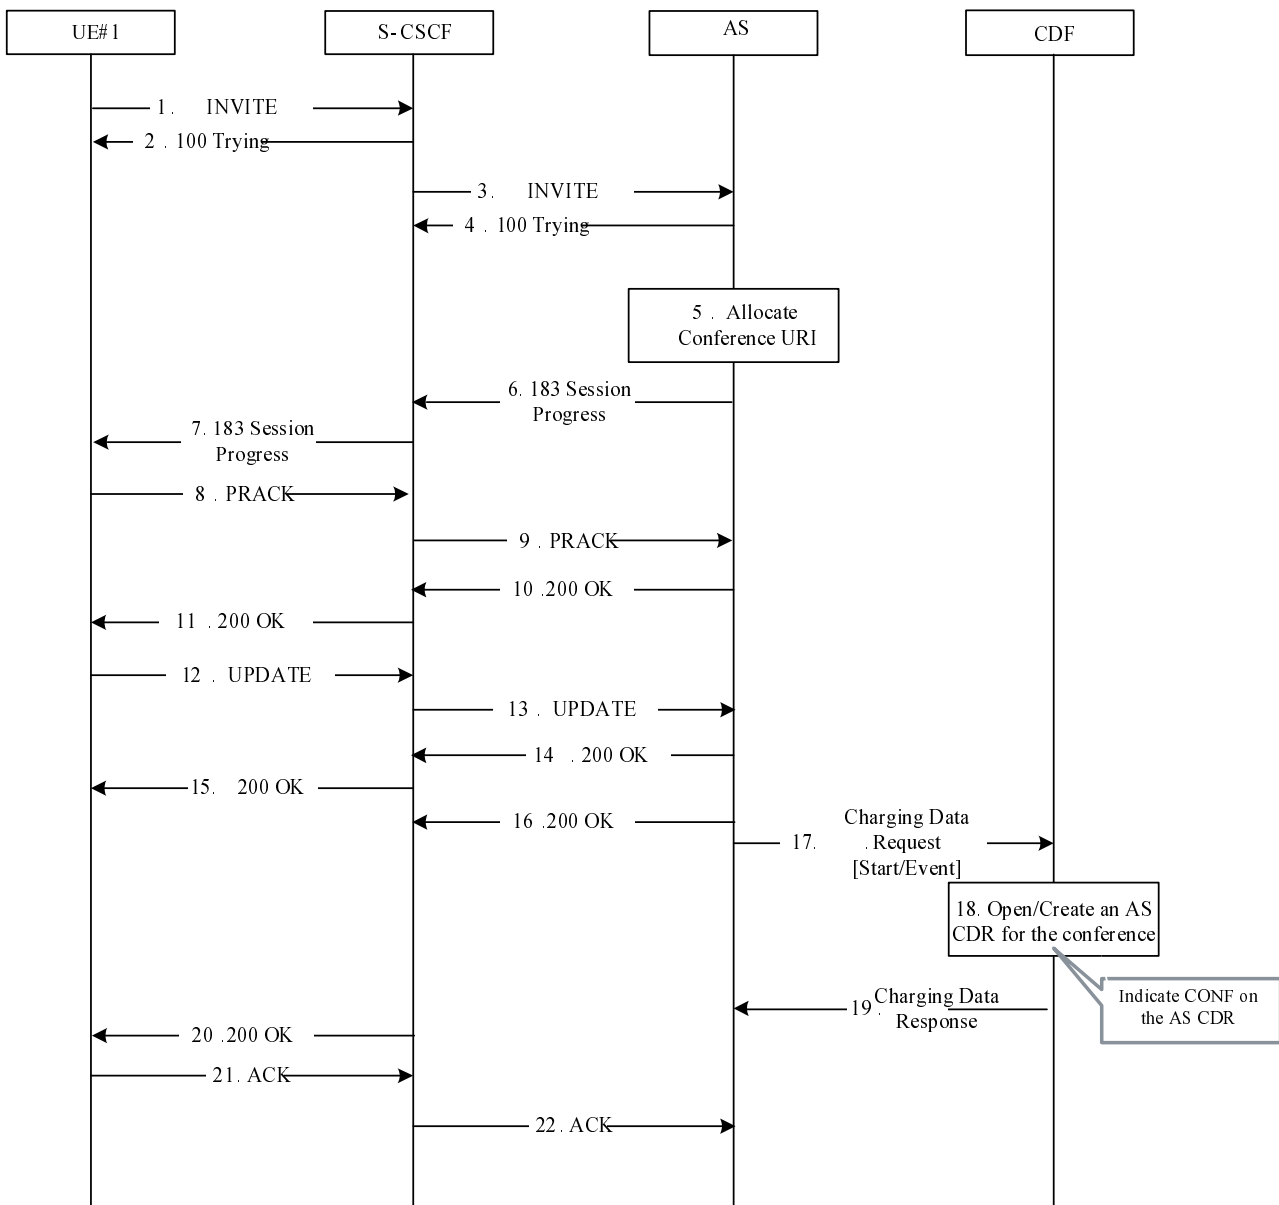 UE#1
S-CSCF
AS
CDF
1. INVITE
2. 100 Trying
3. INVITE
4. 100 Trying
5. Allocate
Conference URI
6. 183 Session
Progress
7. 183 Session
Progress
8. PRACK
9. PRACK
10.200 OK
11.200 OK
12. UPDATE
13. UPDATE
14.200 OK
15. 200 OK
16.200 OK
17.
Charging Data
.Request
[Start/Event]
18. Open/Create an AS
CDR for the conference
Indicate CONF on
the AS CDR
19.
Charging Data
Response
20.200 OK
21. ACK
22. ACK